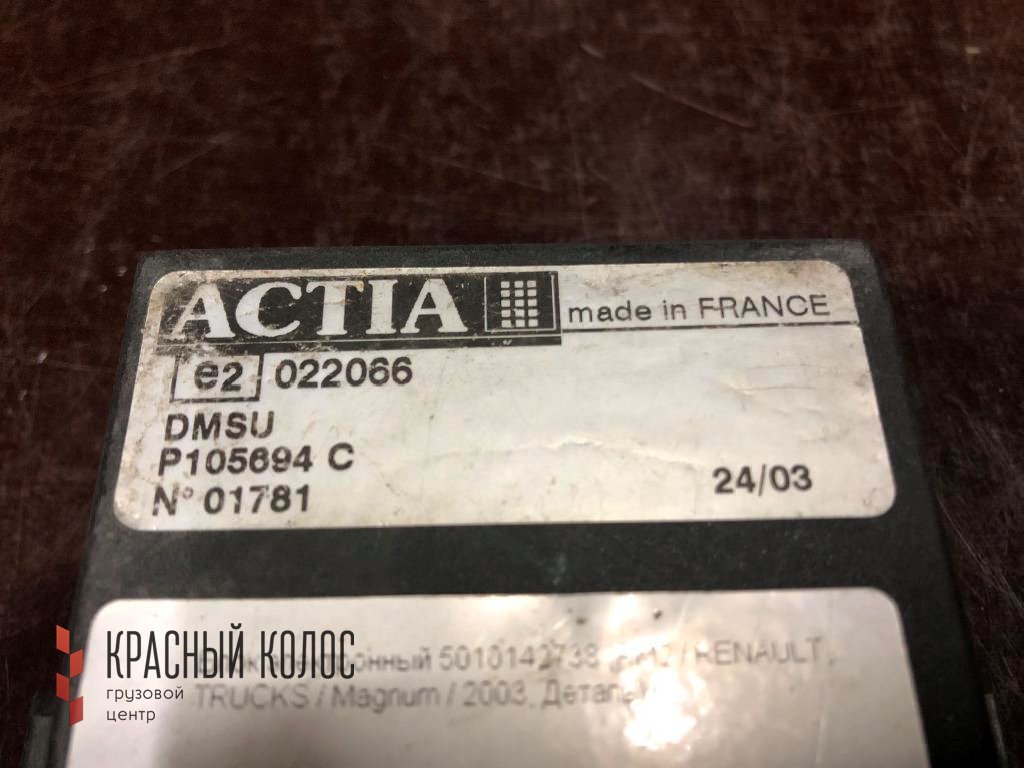 ACTIA
made in FRANCE
e2 022066
DMSU
P105694 C
N° 01781
24/03
КРАСНЫЙ КОЛОС
грузовой
центр
5010142738 / RENAULT
TRUCKS / Magnum / 2003, Деталь